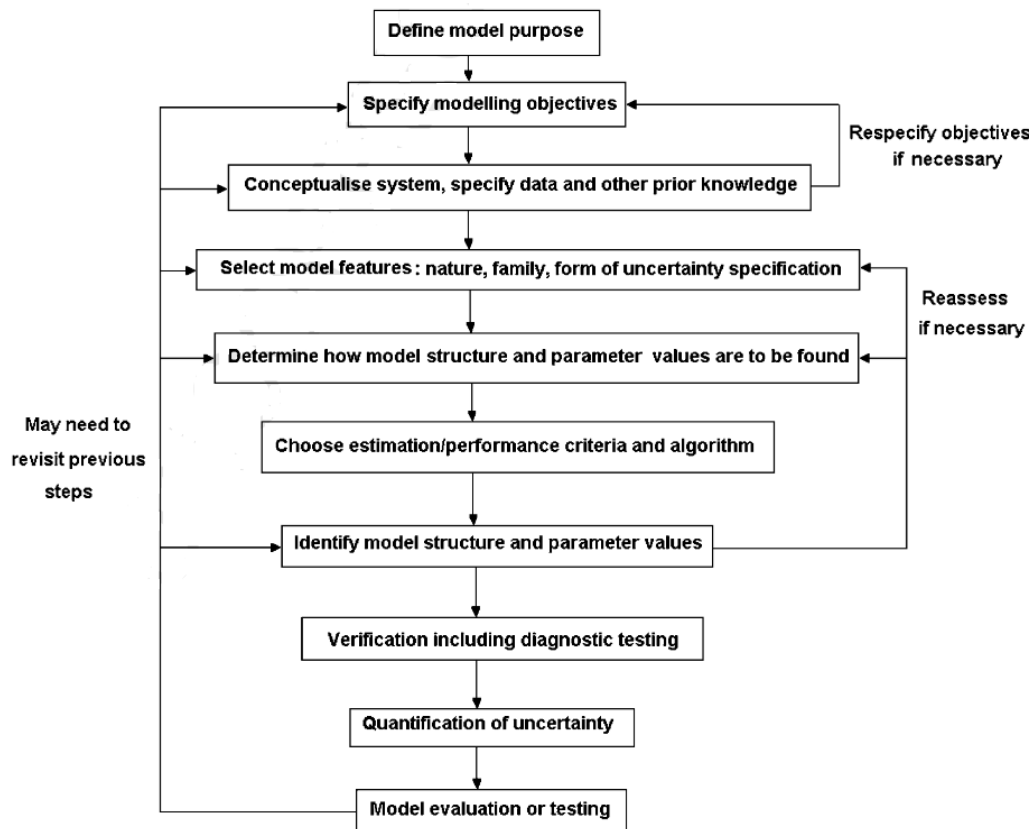 Define model purpose
Specify modelling objectives
Respecify objectives
if necessary
Conceptualise system, specify data and other prior knowledge
Select model features: nature, family, form of uncertainty specification
Reassess
if necessary
Determine how model structure and parameter values are to be found
May need to
revisit previous
steps
Choose estimation/performance criteria and algorithm
Identify model structure and parameter values
Verification including diagnostic testing
Quantification of uncertainty
Model evaluation or testing